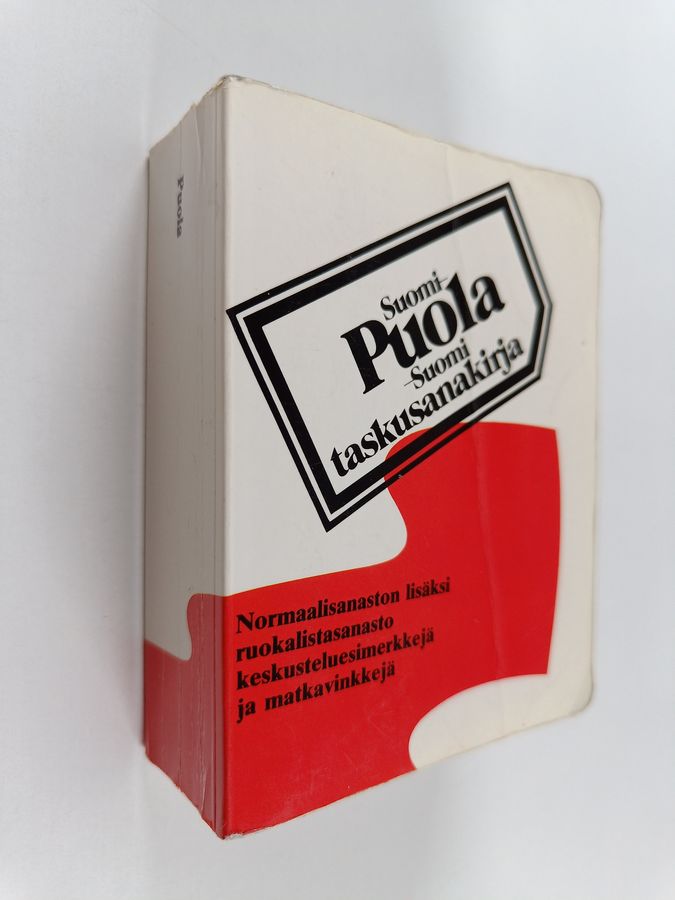 Puola
Suomi-
Puola
-Suomi
taskusanakirja
Normaalisanaston lisäksi
ruokalistasanasto
keskusteluesimerkkejä
ja matkavinkkejä